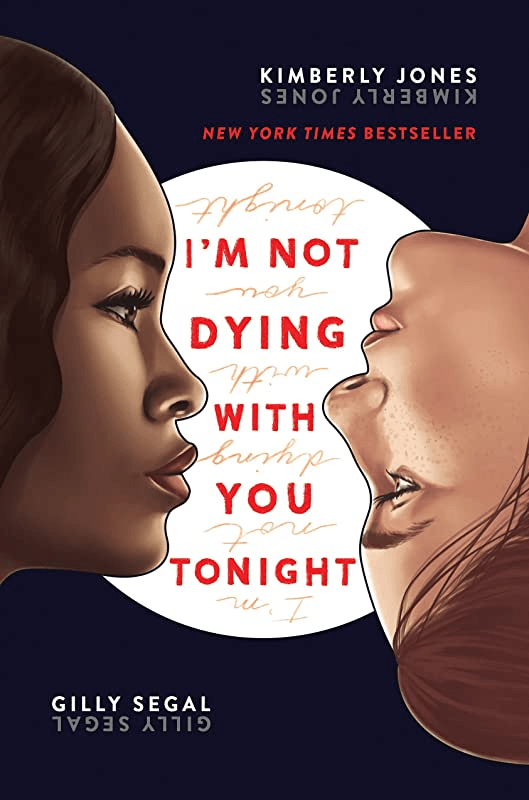 KIMBERLY JONES
KIMBERLY JONES
NEW YORK TIMES BESTSELLER
tonight
I'M NOT
you
DYING
with
WITH
dying
YOU
not
TONIGHT
I'm
GILLY SEGAL
GILLY SEGAL